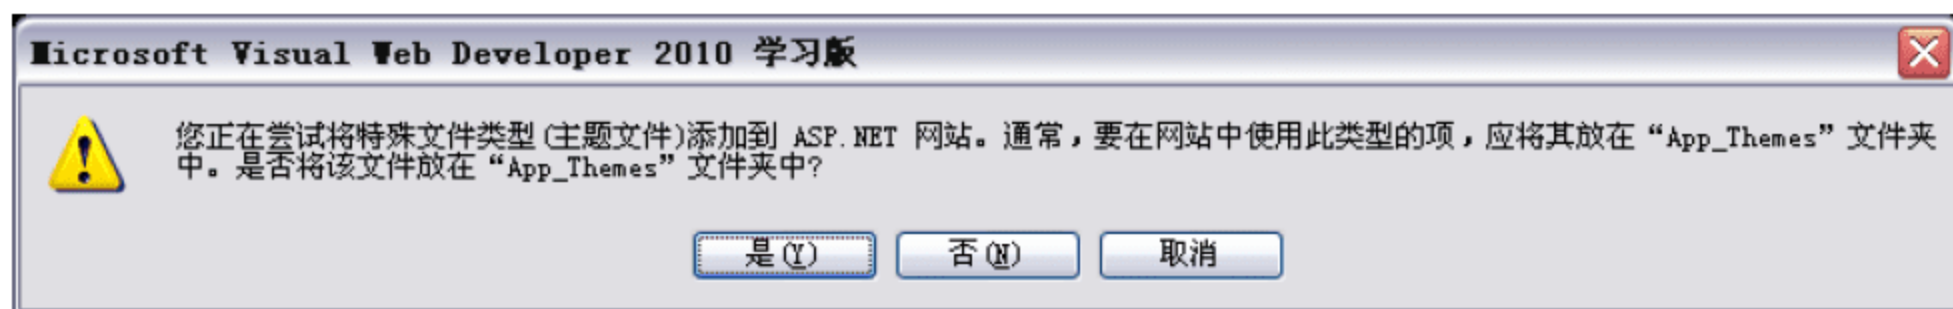 Microsoft Visual Web Developer 2010 学习版
您正在尝试将特殊文件类型(主题文件)添加到 ASP.NET 网站。通常，要在网站中使用此类型的项，应将其放在“App_Themes”文件夹
中。是否将该文件放在“App_Themes”文件夹中?
是(Y) 否(N) 取消